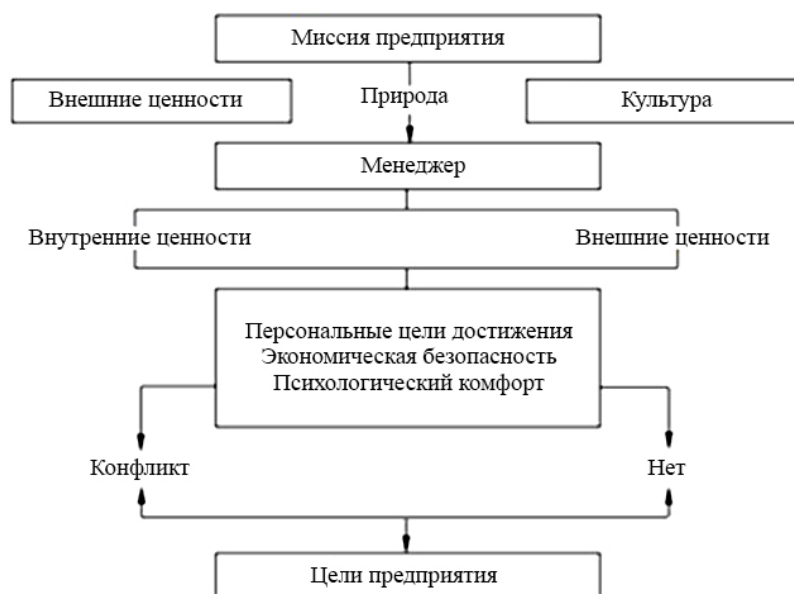 Миссия предприятия
Внешние ценности
Природа
Культура
Менеджер
Внутренние ценности
Внешние ценности
Персональные цели достижения
Экономическая безопасность
Психологический комфорт
Конфликт
Нет
Цели предприятия